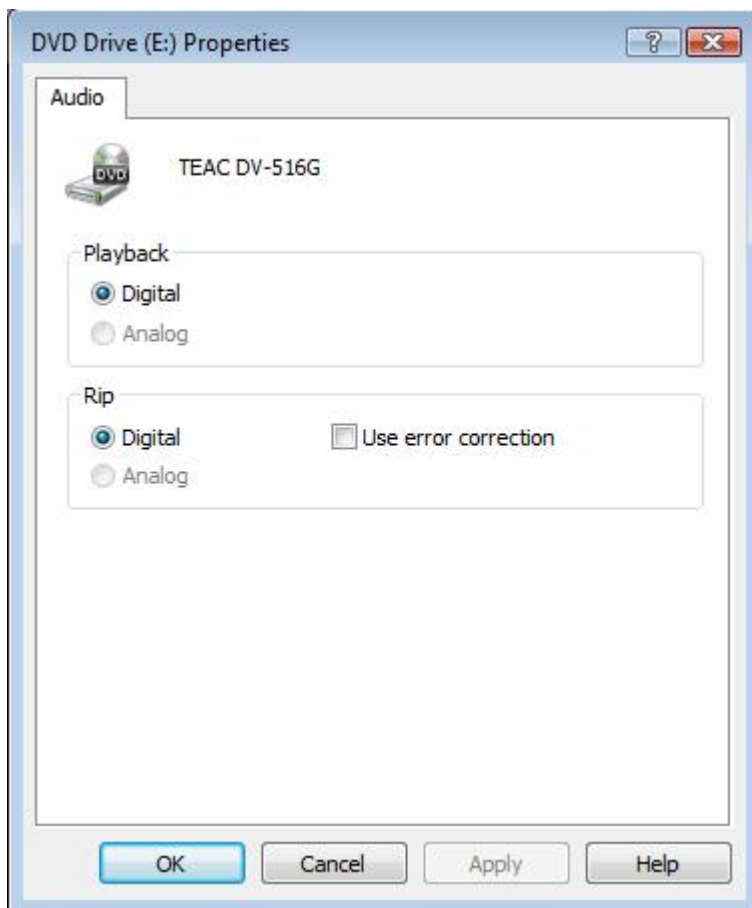 DVD Drive (E:) Properties
?
Audio
DVD
TEAC DV-516G
Playback
Digital
Analog
Rip
Digital Use error correction
Analog
OK Cancel Apply Help